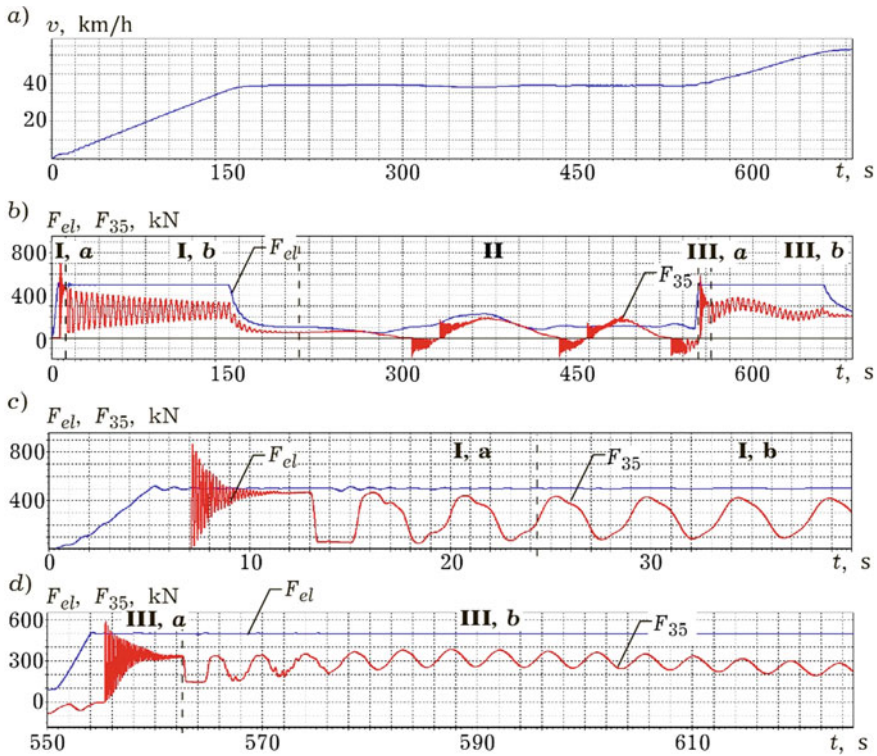 a) v, km/h
40
20
0 150 300 450 600 t, s
b) F_el, F_35, kN
800 I, a I, b F_el II III, a III, b
400 F_35
0
0 150 300 450 600 t, s
c) F_el, F_35, kN
800 F_el I, a F_35 I, b
400
0 10 20 30 t, s
d) F_el, F_35, kN F_el
600 III, a III, b
300 F_35
0
550 570 590 610 t, s